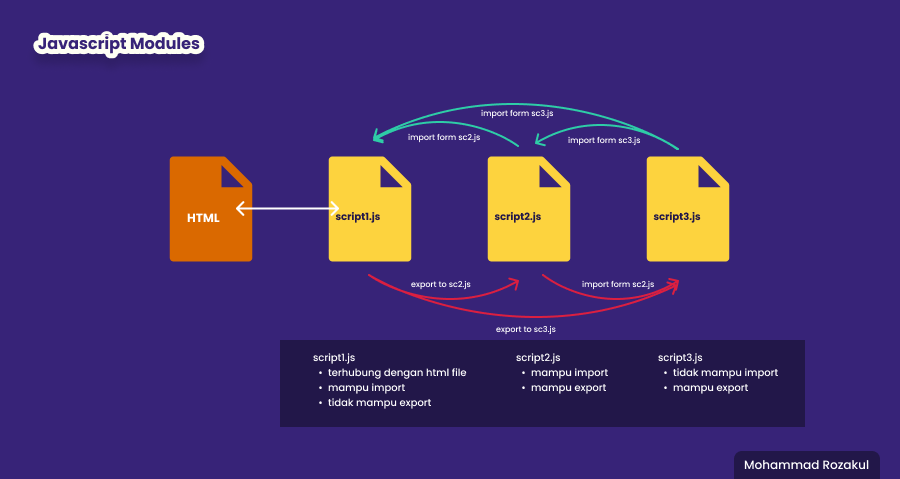 Javascript Modules
import form sc3.js
import form sc2.js
import form sc3.js
HTML
script1.js
script2.js
script3.js
export to sc2.js
import form sc2.js
export to sc3.js
script1.js
• terhubung dengan html file
• mampu import
• tidak mampu export
script2.js
• mampu import
• mampu export
script3.js
• tidak mampu import
• mampu export
Mohammad Rozakul